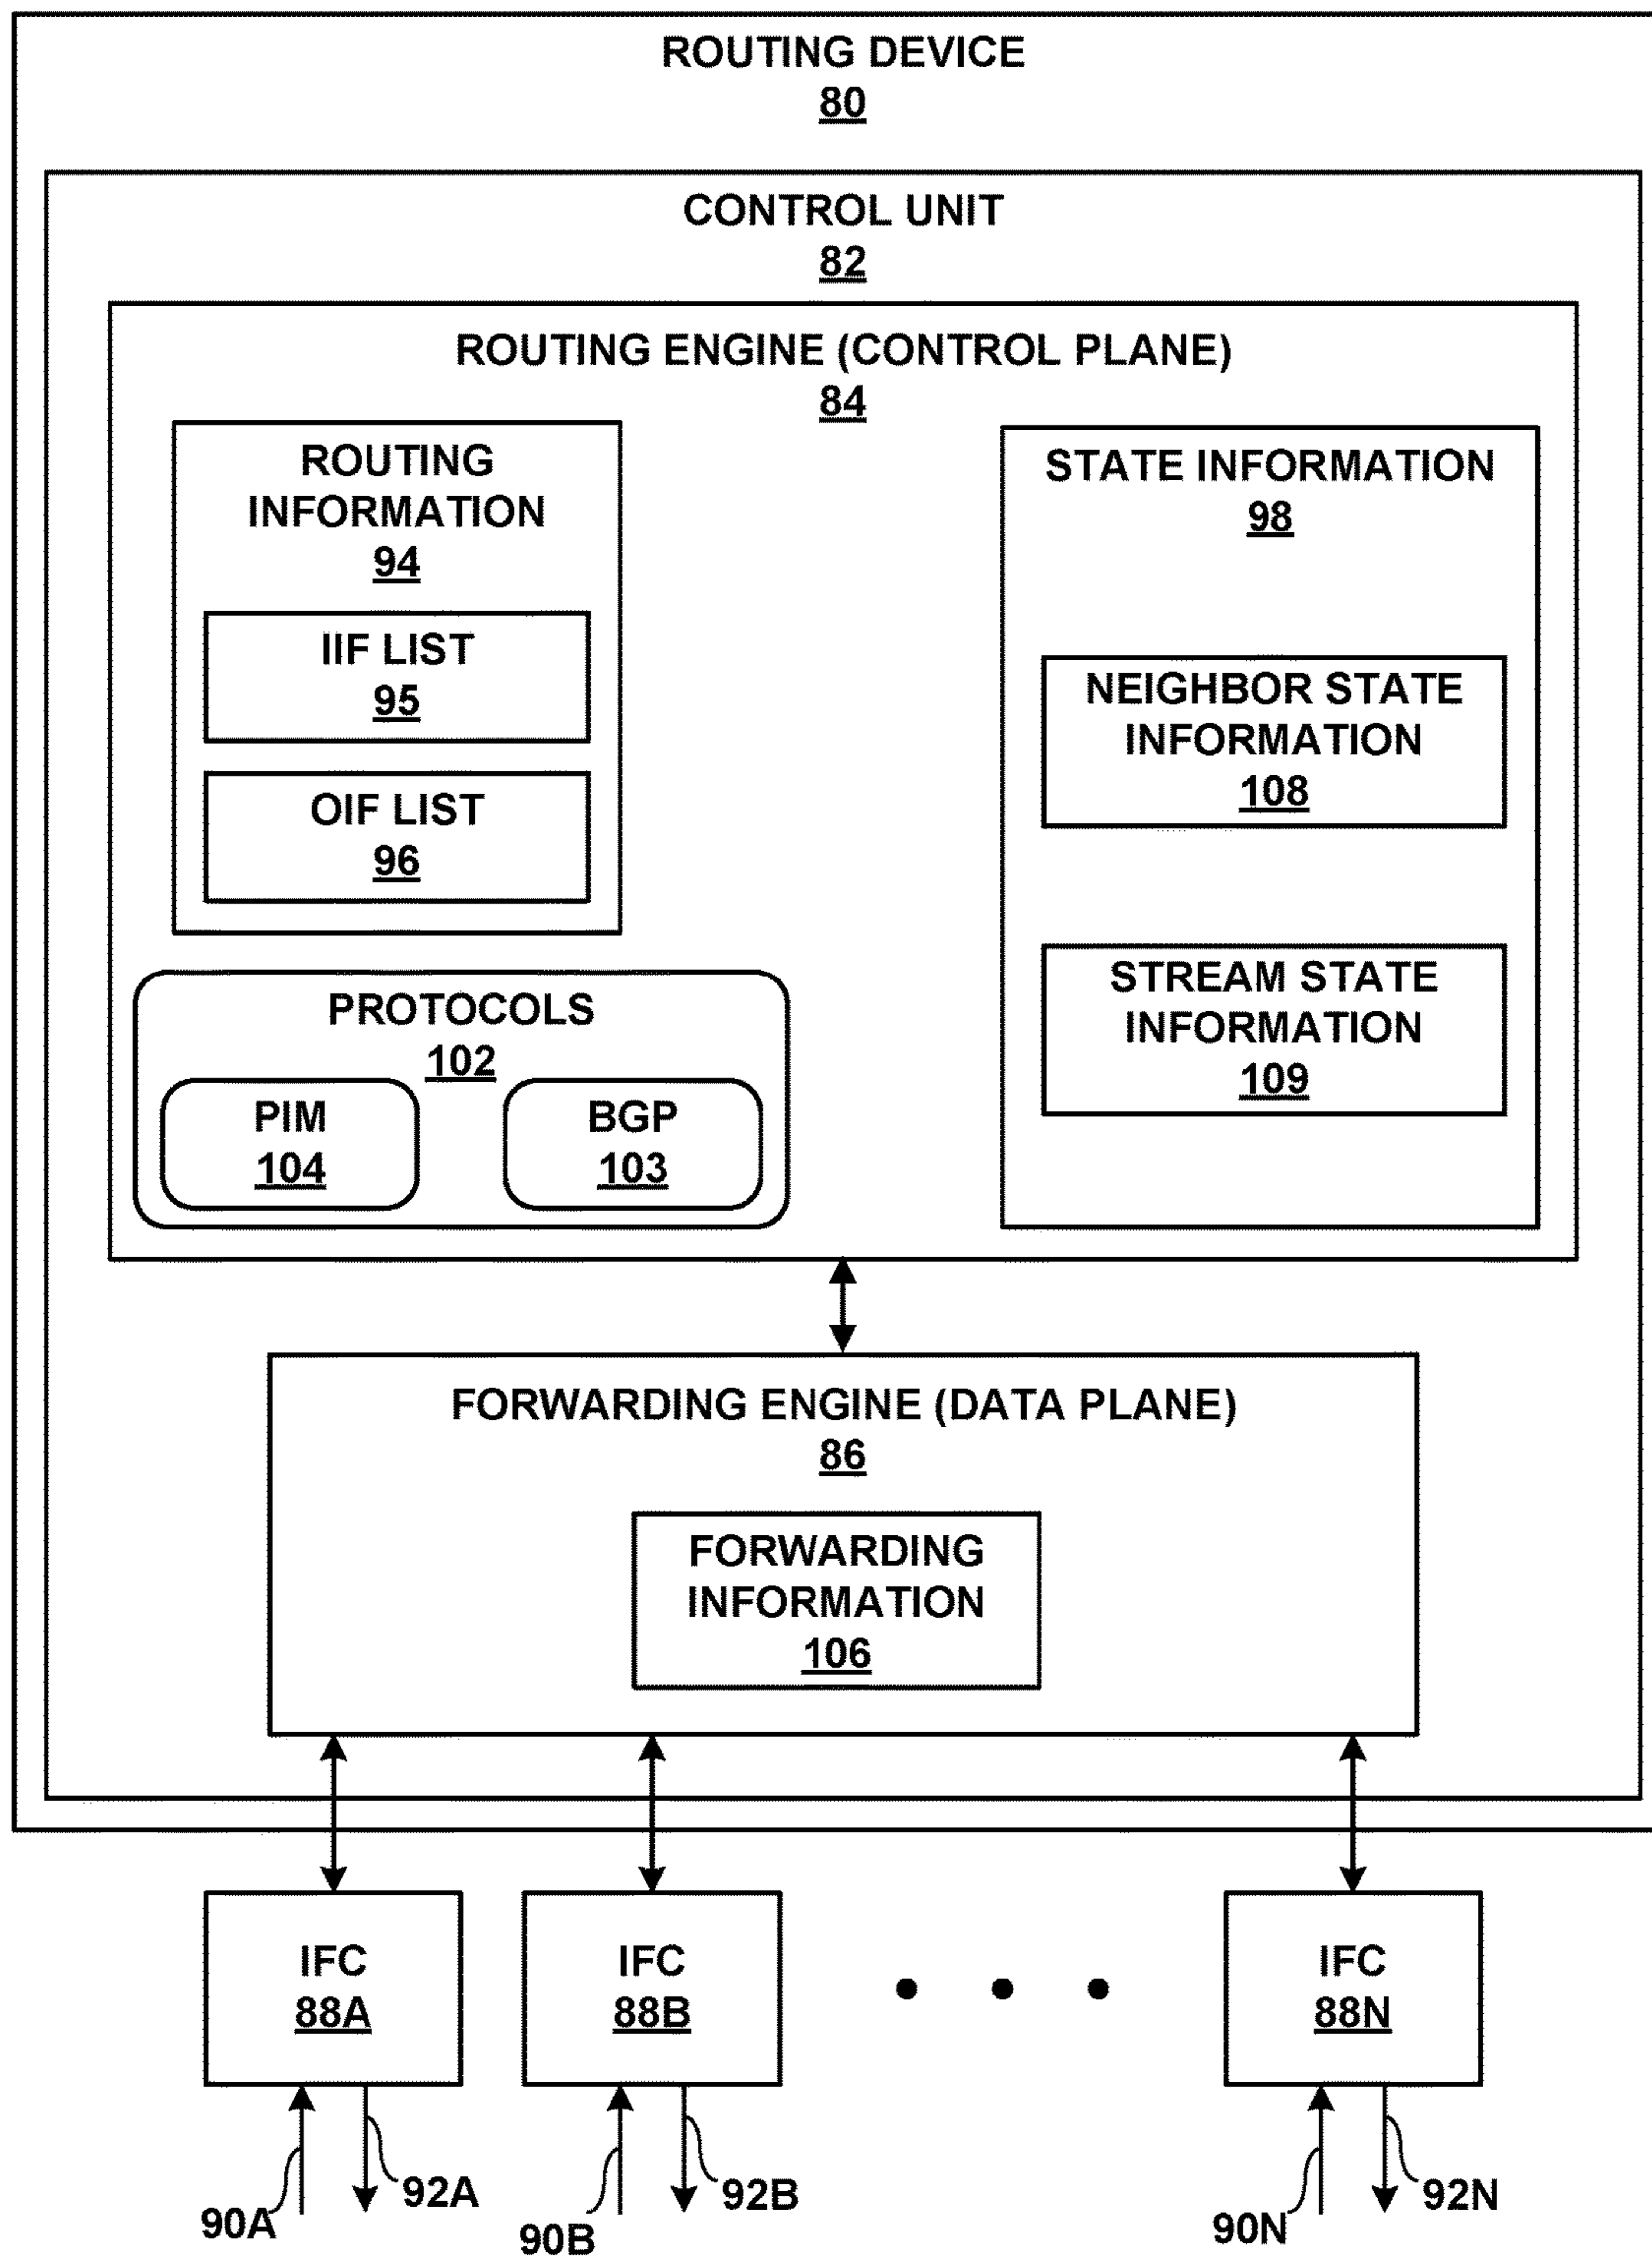 ROUTING DEVICE
80
CONTROL UNIT
82
ROUTING ENGINE (CONTROL PLANE)
84
ROUTING
INFORMATION
94
IIF LIST
95
OIF LIST
96
STATE INFORMATION
98
NEIGHBOR STATE
INFORMATION
108
STREAM STATE
INFORMATION
109
PROTOCOLS
102
PIM
104
BGP
103
FORWARDING ENGINE (DATA PLANE)
86
FORWARDING
INFORMATION
106
IFC
88A
IFC
88B
IFC
88N
90A
92A
90B
92B
90N
92N